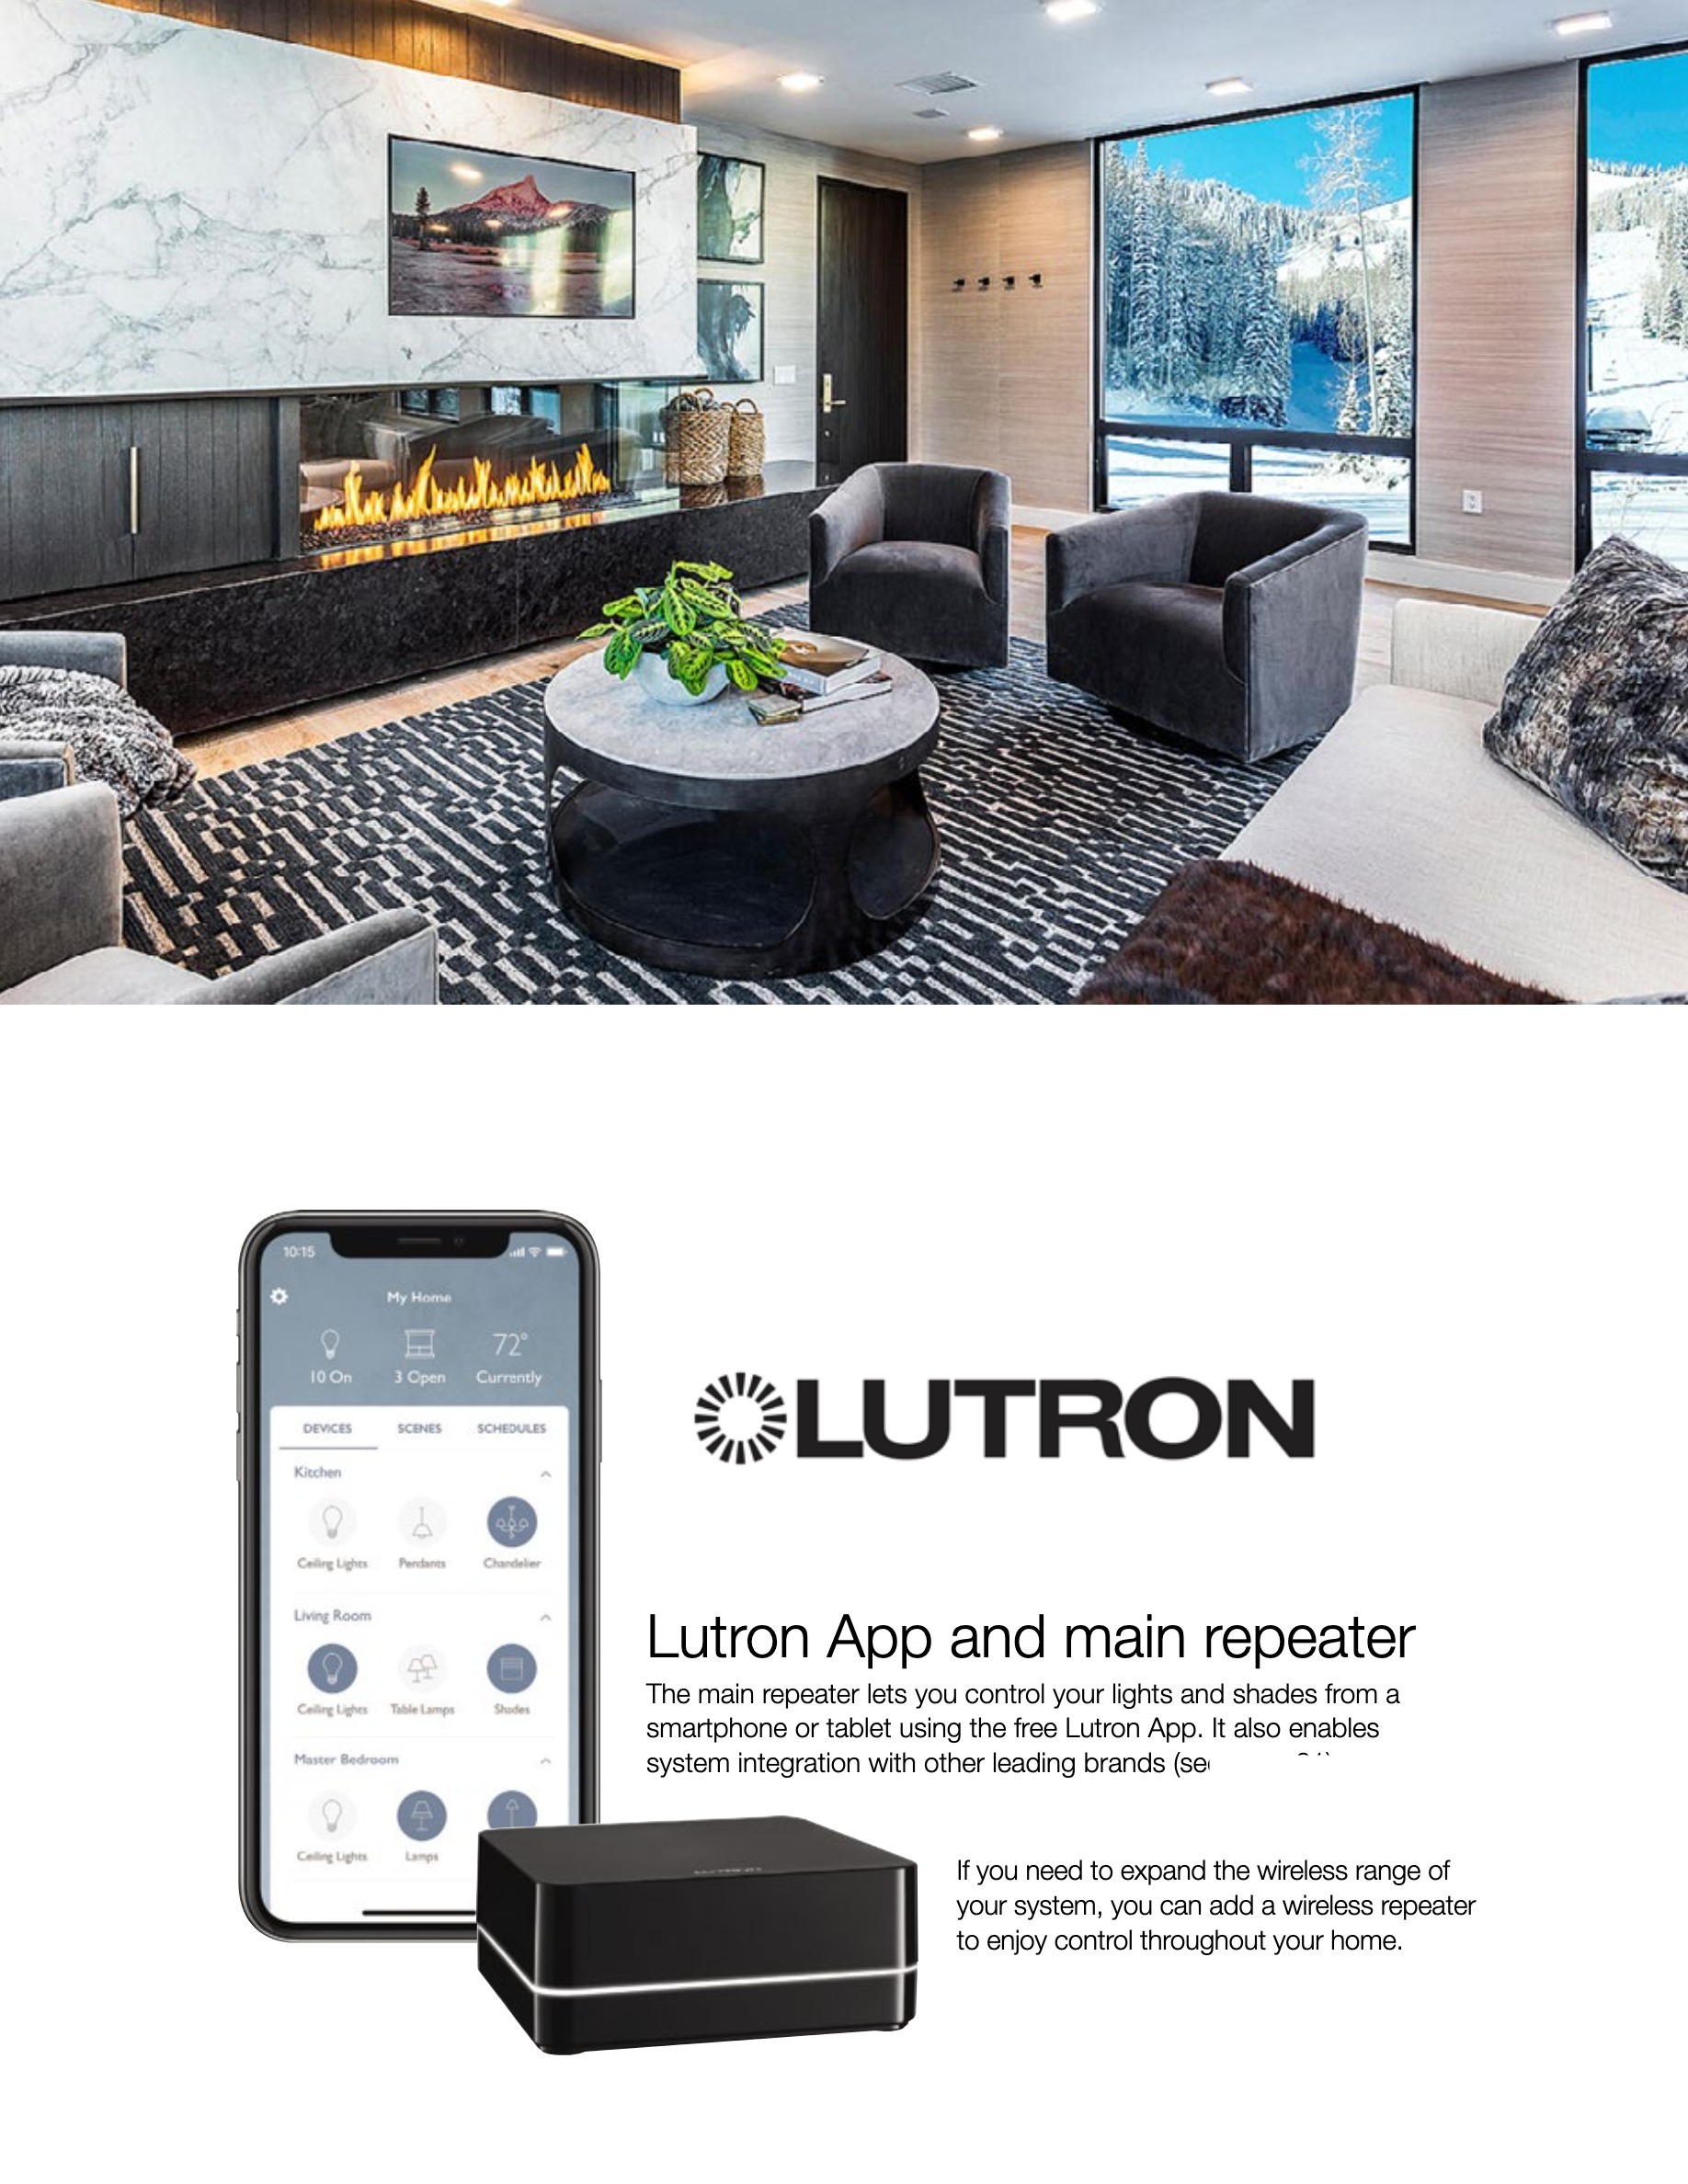 10:15
My Home
72°
10 On 3 Open Currently
DEVICES SCENES SCHEDULES
Kitchen
Ceiling Lights Pendants Chandelier
Living Room
Ceiling Lights Table Lamps Shades
Master Bedroom
Ceiling Lights Lamps
LUTRON
Lutron App and main repeater
The main repeater lets you control your lights and shades from a
smartphone or tablet using the free Lutron App. It also enables
system integration with other leading brands
LUTRON
If you need to expand the wireless range of
your system, you can add a wireless repeater
to enjoy control throughout your home.